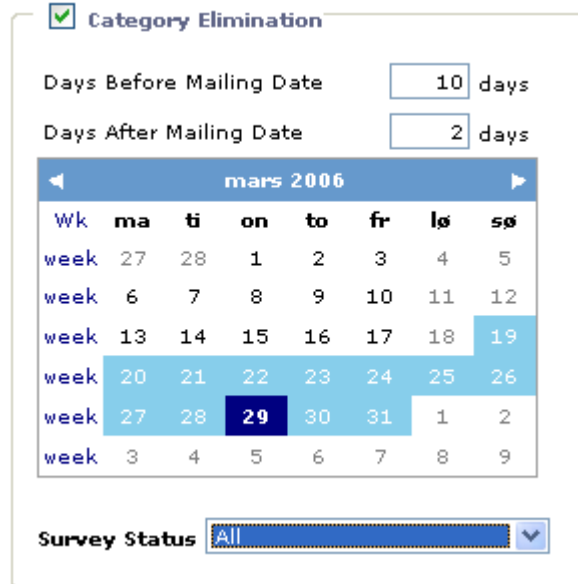 Category Elimination
Days Before Mailing Date 10 days
Days After Mailing Date 2 days
mars 2006
Wk ma ti on to fr lø sø
week 27 28 1 2 3 4 5
week 6 7 8 9 10 11 12
week 13 14 15 16 17 18 19
week 20 21 22 23 24 25 26
week 27 28 29 30 31 1 2
week 3 4 5 6 7 8 9
Survey Status All